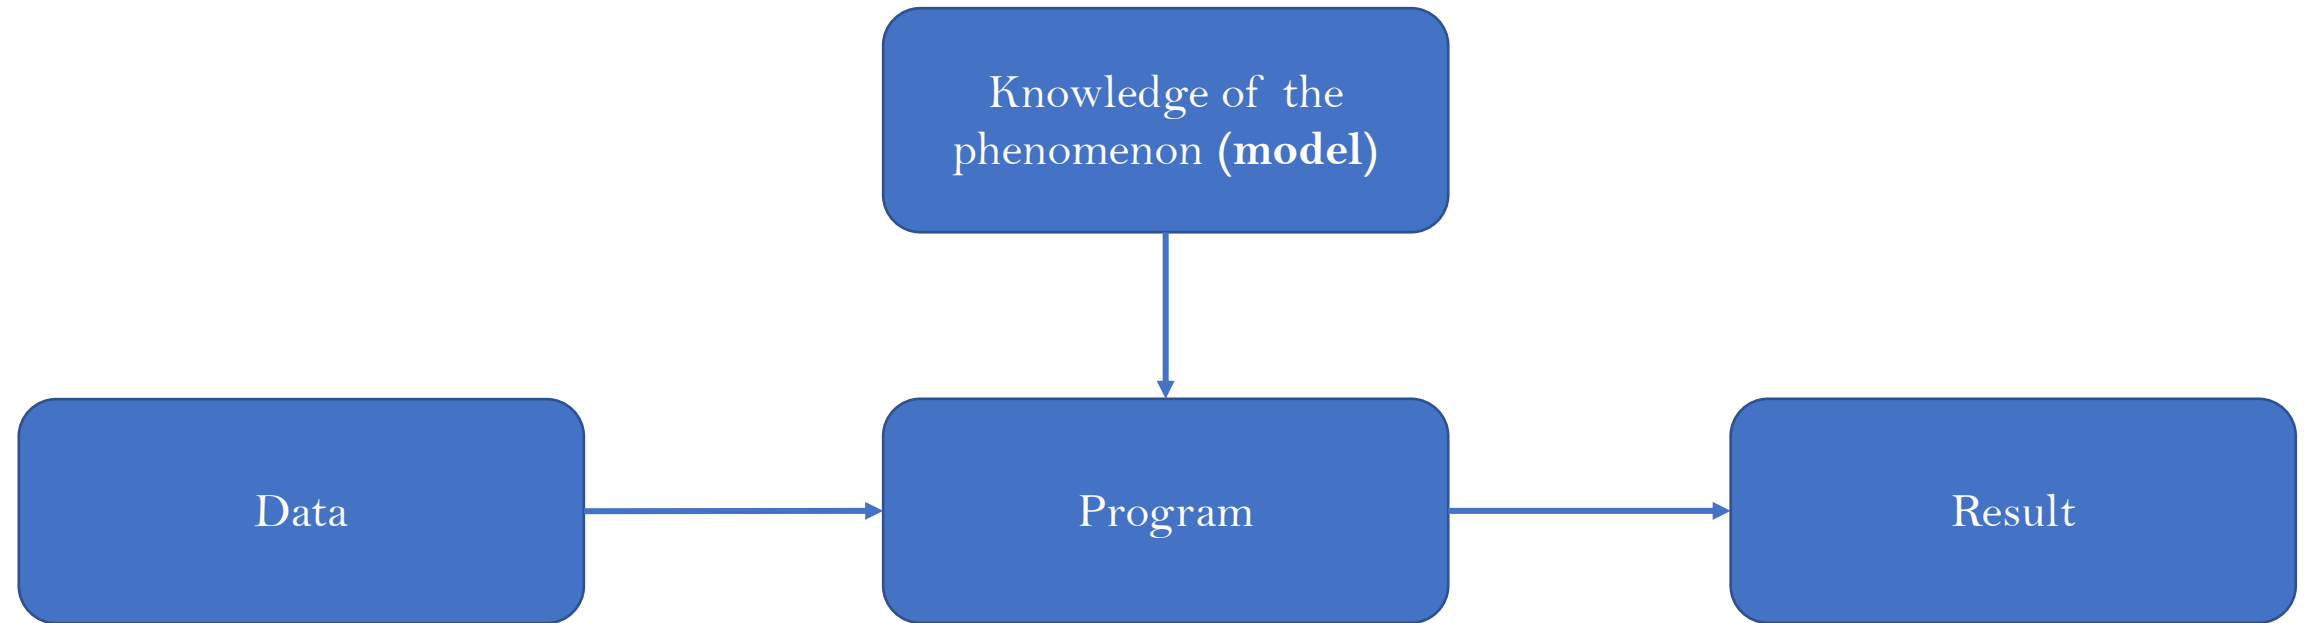 Knowledge of the
phenomenon (model)
Data
Program
Result